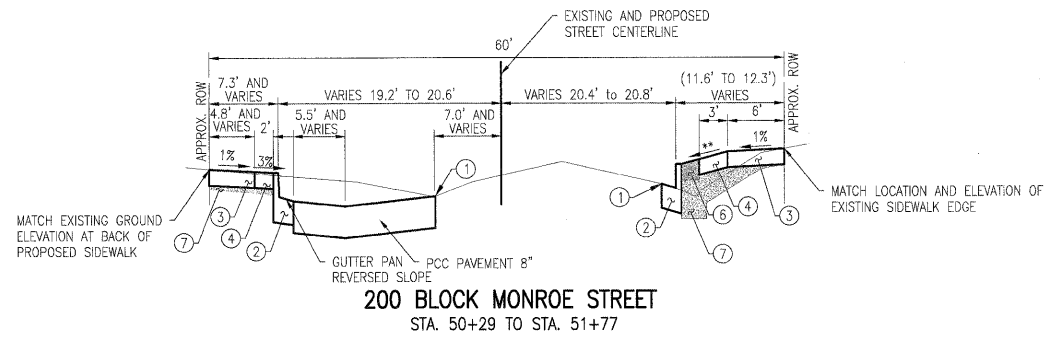 EXISTING AND PROPOSED
STREET CENTERLINE
60'
APPROX. ROW
APPROX. ROW
7.3' AND
VARIES
VARIES 19.2' TO 20.6'
VARIES 20.4' to 20.8'
(11.6' TO 12.3')
VARIES
4.8' AND
VARIES
2'
5.5' AND
VARIES
7.0' AND
VARIES
3'
6'
1%
3%
**
1%
1
1
MATCH EXISTING GROUND
ELEVATION AT BACK OF
PROPOSED SIDEWALK
7
3
4
2
GUTTER PAN
REVERSED SLOPE
PCC PAVEMENT 8"
2
6
7
4
3
MATCH LOCATION AND ELEVATION OF
EXISTING SIDEWALK EDGE
200 BLOCK MONROE STREET
STA. 50+29 TO STA. 51+77